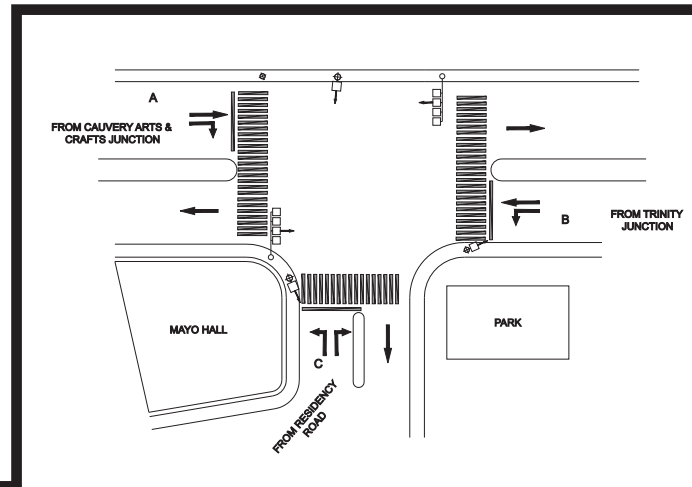 A
FROM CAUVERY ARTS &
CRAFTS JUNCTION
B
FROM TRINITY
JUNCTION
MAYO HALL
PARK
C
FROM RESIDENCY
ROAD